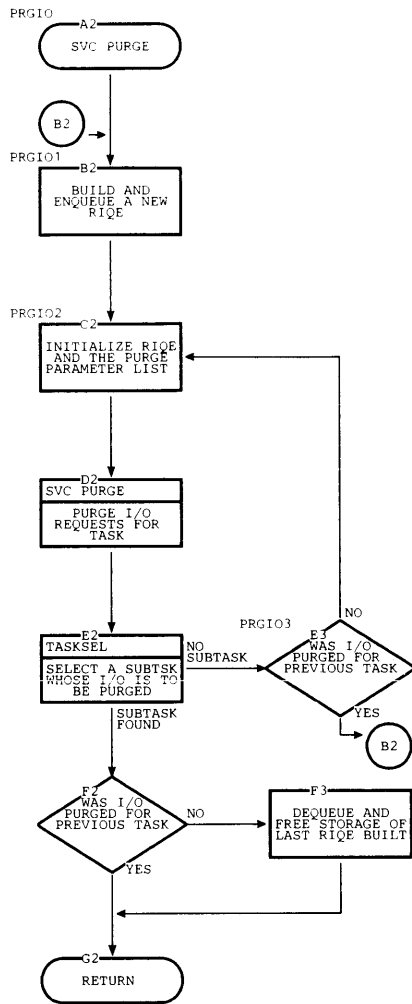 PRGIO
A2
SVC PURGE
B2
PRGIO1
B2
BUILD AND
ENQUEUE A NEW
RIQE
PRGIO2
C2
INITIALIZE RIQE
AND THE PURGE
PARAMETER LIST
D2
SVC PURGE
PURGE I/O
REQUESTS FOR
TASK
E2
TASKSEL
SELECT A SUBTSK
WHOSE I/O IS TO
BE PURGED
NO
SUBTASK
PRGIO3
E3
WAS I/O
PURGED FOR
PREVIOUS TASK
NO
YES
B2
SUBTASK
FOUND
F2
WAS I/O
PURGED FOR
PREVIOUS TASK
NO
YES
F3
DEQUEUE AND
FREE STORAGE OF
LAST RIQE BUILT
G2
RETURN